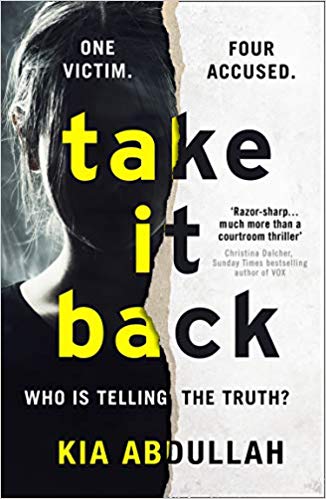 ONE VICTIM.
FOUR ACCUSED.
take
it
back
'Razor-sharp...
much more than a
courtroom thriller'
Christina Dalcher,
Sunday Times bestselling
author of VOX
WHO IS TELLING THE TRUTH?
KIA ABDULLAH